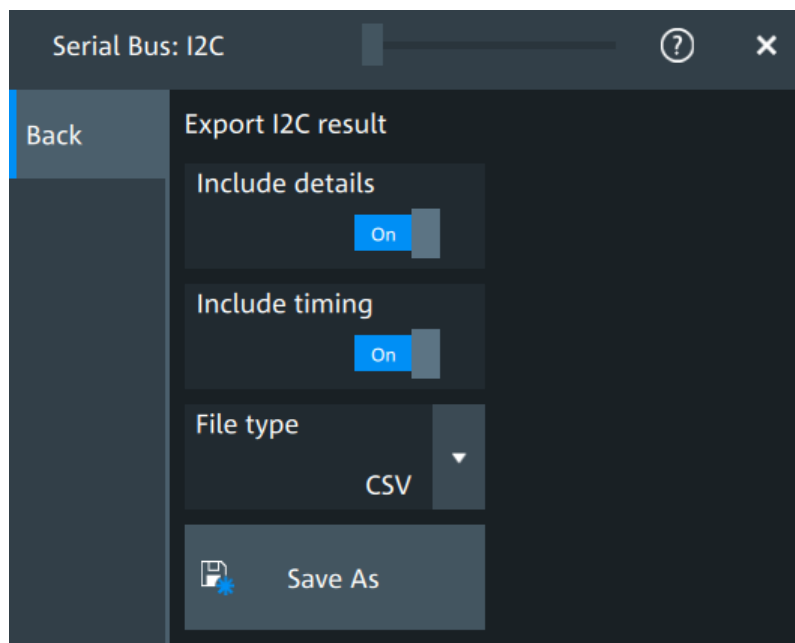 Serial Bus: I2C
?
Back
Export I2C result
Include details
On
Include timing
On
File type
CSV
Save As